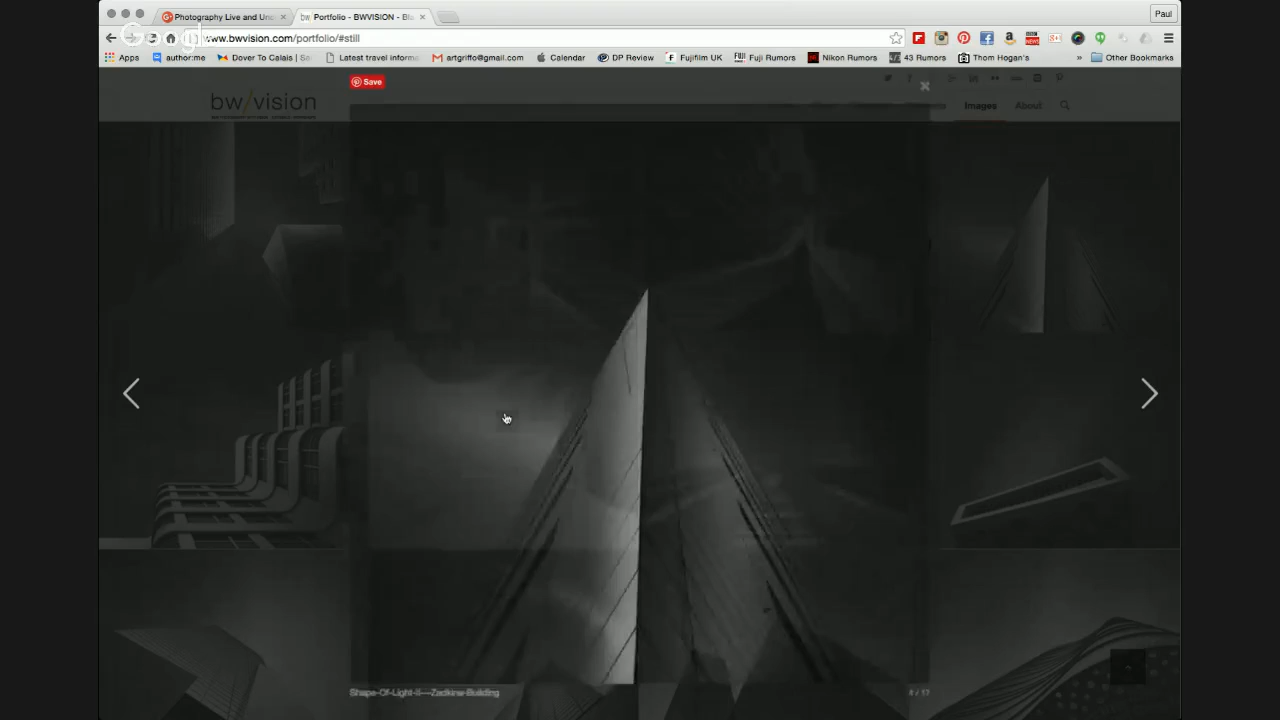 Photography Live and Unc
bw Portfolio - BWVISION - Bl
Paul
www.bwvision.com/portfolio/#still
Apps
author:me
Dover To Calais | Sa
Latest travel inform
artgriffo@gmail.com
Calendar
DP Review
Fujifilm UK
Fuji Rumors
Nikon Rumors
43 Rumors
Thom Hogan's
» Other Bookmarks
Save
bw/vision
Images
About
Shape-Of-Light-II---Zadkine-Building